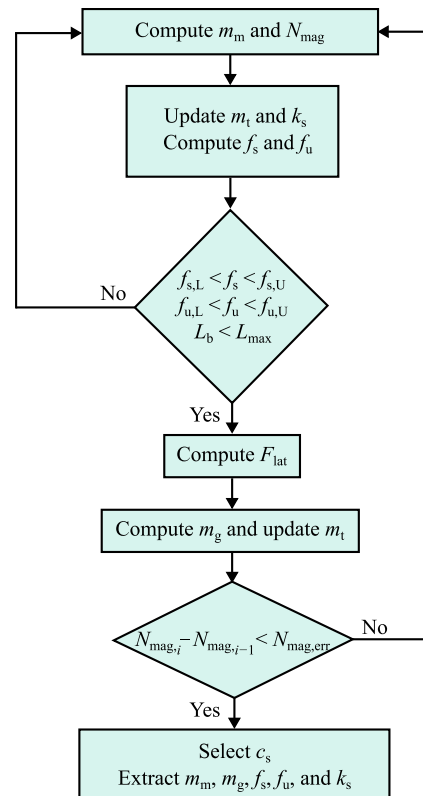 Compute m_m and N_mag
Update m_t and k_s
Compute f_s and f_u
f_s,L < f_s < f_s,U
f_u,L < f_u < f_u,U
L_b < L_max
No
Yes
Compute F_lat
Compute m_g and update m_t
N_mag,i − N_mag,i−1 < N_mag,err
No
Yes
Select c_s
Extract m_m, m_g, f_s, f_u, and k_s